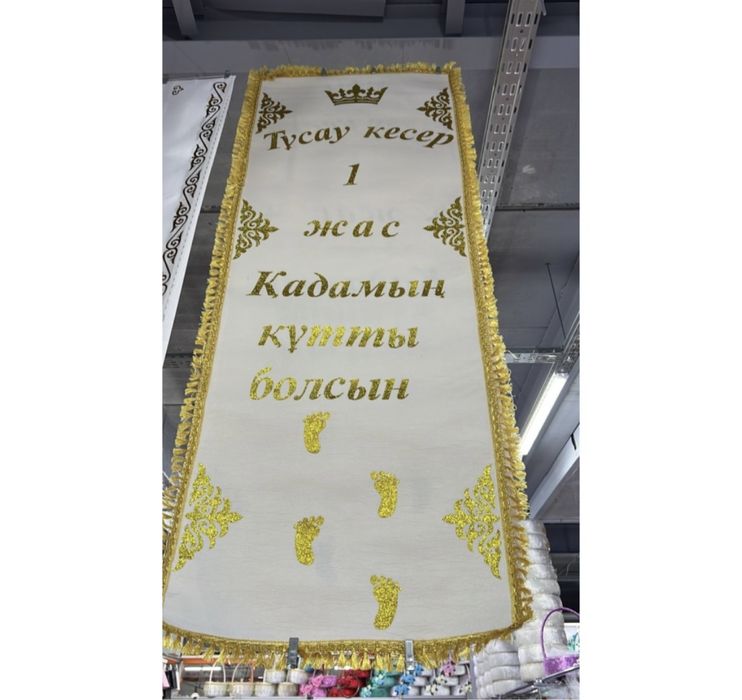 Тұсау кесер
1
жас
Қадамың
құтты
болсын